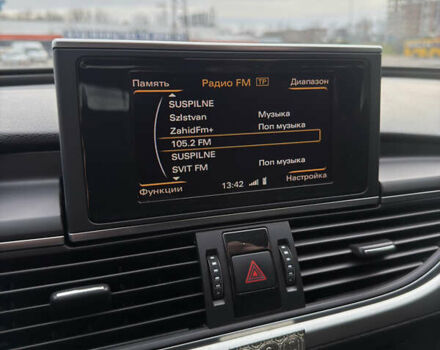 Память Радио FM TP Диапазон
SUSPILNE
Szlstvan Музыка
ZahidFm+ Поп музыка
105.2 FM
SUSPILNE
SVIT FM Поп музыка
Функции 13:42 Настройка